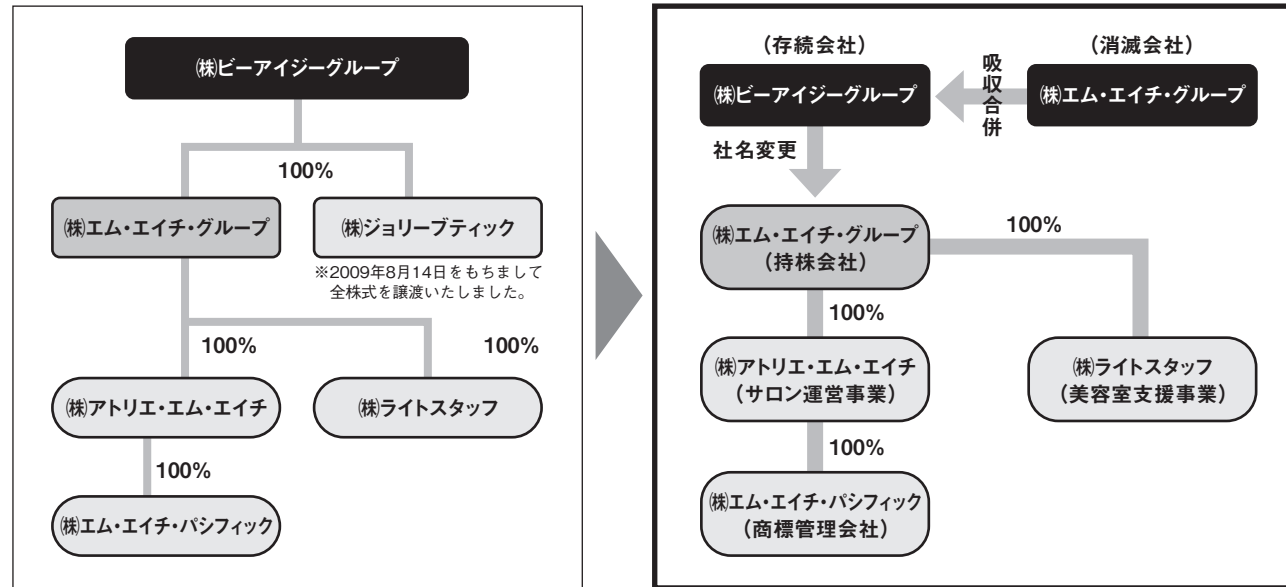 ㈱ビーアイジーグループ
100%
㈱エム・エイチ・グループ
㈱ジョリーブティック
※2009年8月14日をもちまして
全株式を譲渡いたしました。
100%
100%
㈱アトリエ・エム・エイチ
㈱ライトスタッフ
100%
㈱エム・エイチ・パシフィック
（存続会社）
（消滅会社）
㈱ビーアイジーグループ
吸収合併
㈱エム・エイチ・グループ
社名変更
㈱エム・エイチ・グループ
（持株会社）
100%
100%
㈱アトリエ・エム・エイチ
（サロン運営事業）
㈱ライトスタッフ
（美容室支援事業）
100%
㈱エム・エイチ・パシフィック
（商標管理会社）